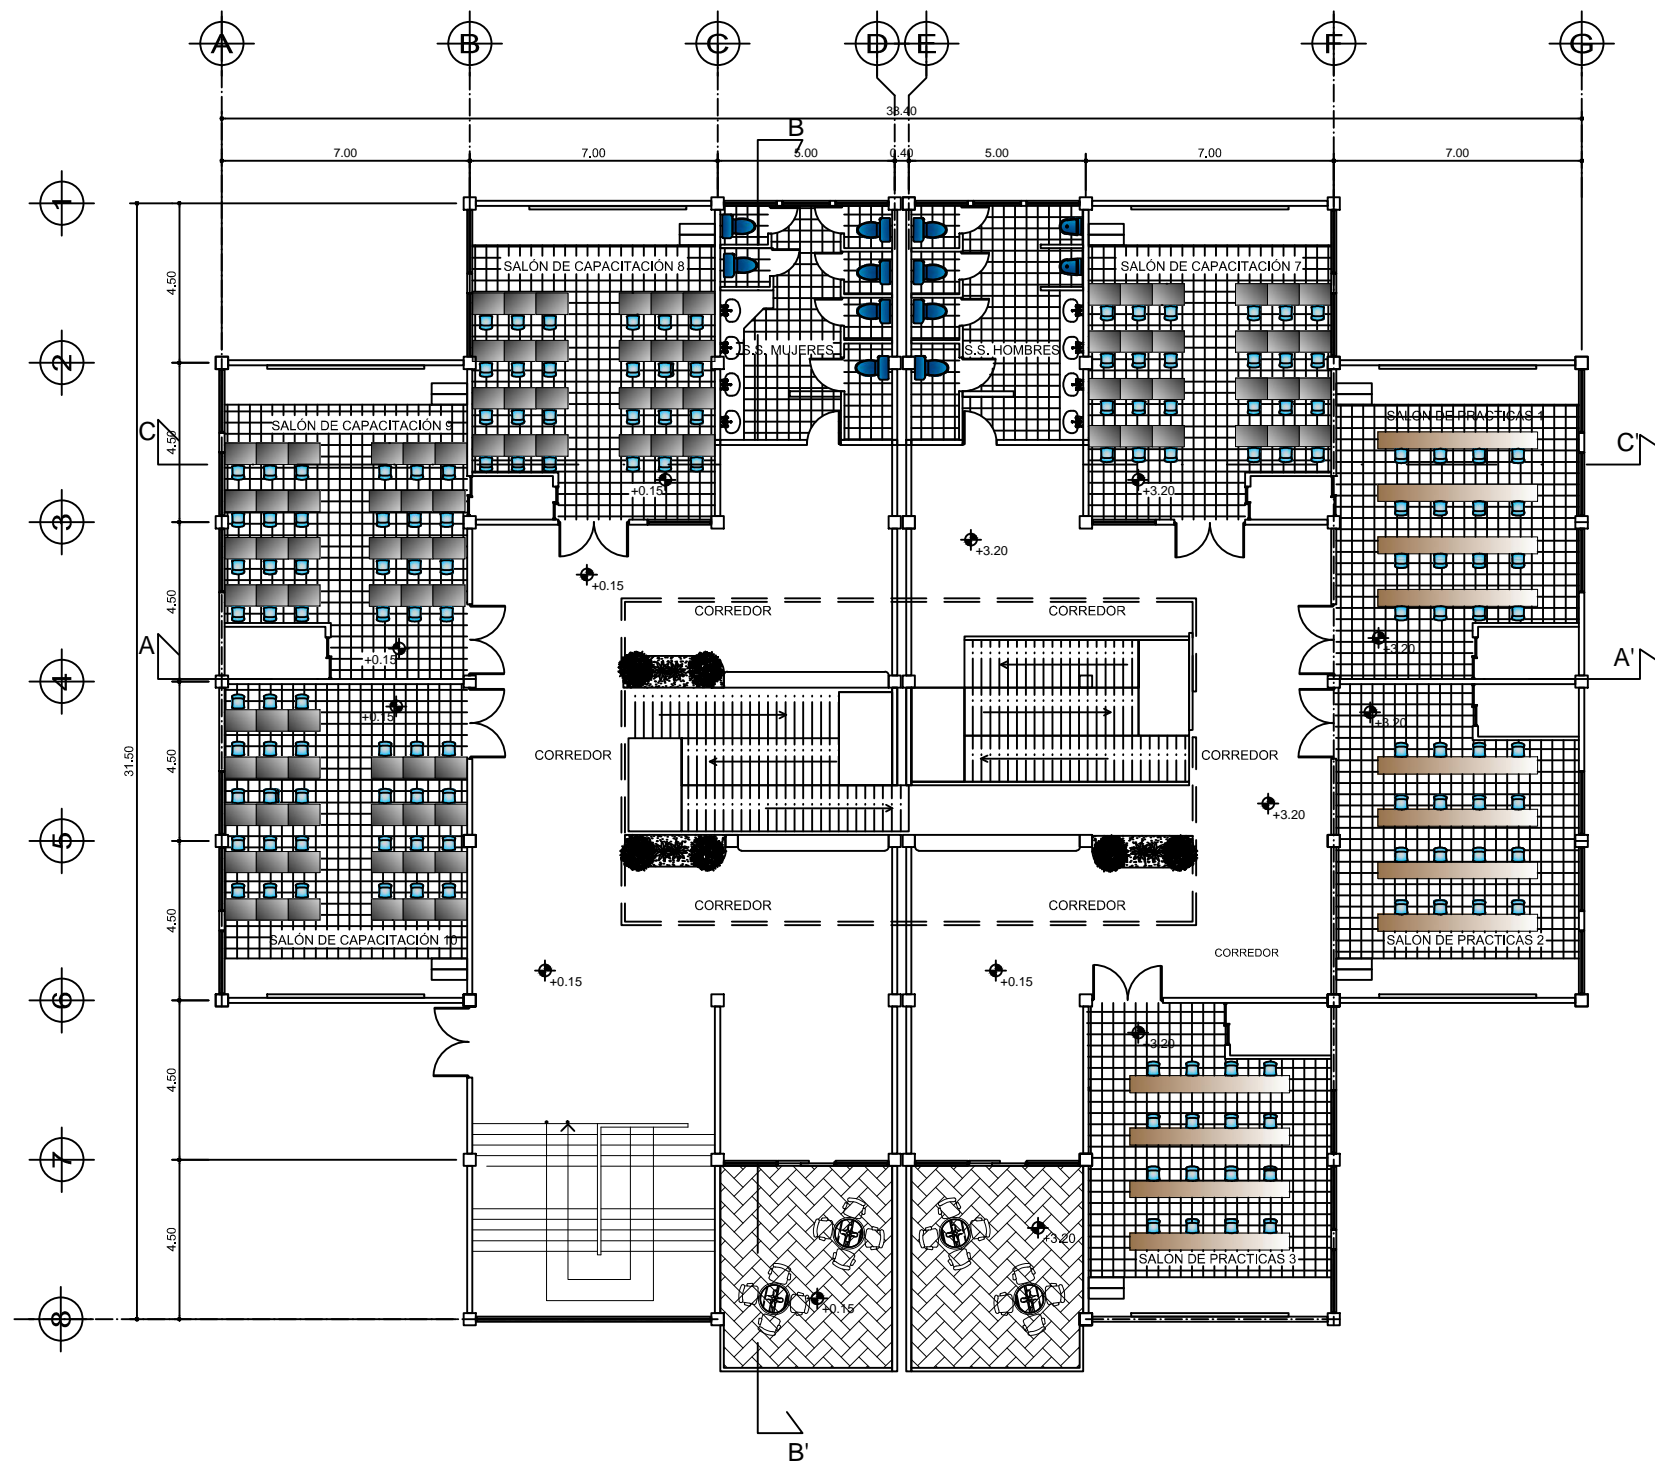 A B C D E F G
38.40
B
7.00 7.00 5.00 0.40 5.00 7.00 7.00
1
SALÓN DE CAPACITACIÓN 8
SALÓN DE CAPACITACIÓN 7
4.50
S.S. MUJERES
S.S. HOMBRES
2
SALON DE PRACTICAS 1
SALÓN DE CAPACITACIÓN 9
C
4.50
C'
+0.15
+3.20
3
+3.20
+0.15
4.50
CORREDOR
CORREDOR
A
+0.15
+3.20
A'
4
+0.15
+3.20
4.50
31.50
CORREDOR
CORREDOR
+3.20
5
CORREDOR
CORREDOR
4.50
SALÓN DE CAPACITACIÓN 10
SALON DE PRACTICAS 2
CORREDOR
+0.15
+0.15
6
+3.20
4.50
7
4.50
+3.20
SALON DE PRACTICAS 3
+0.15
8
B'